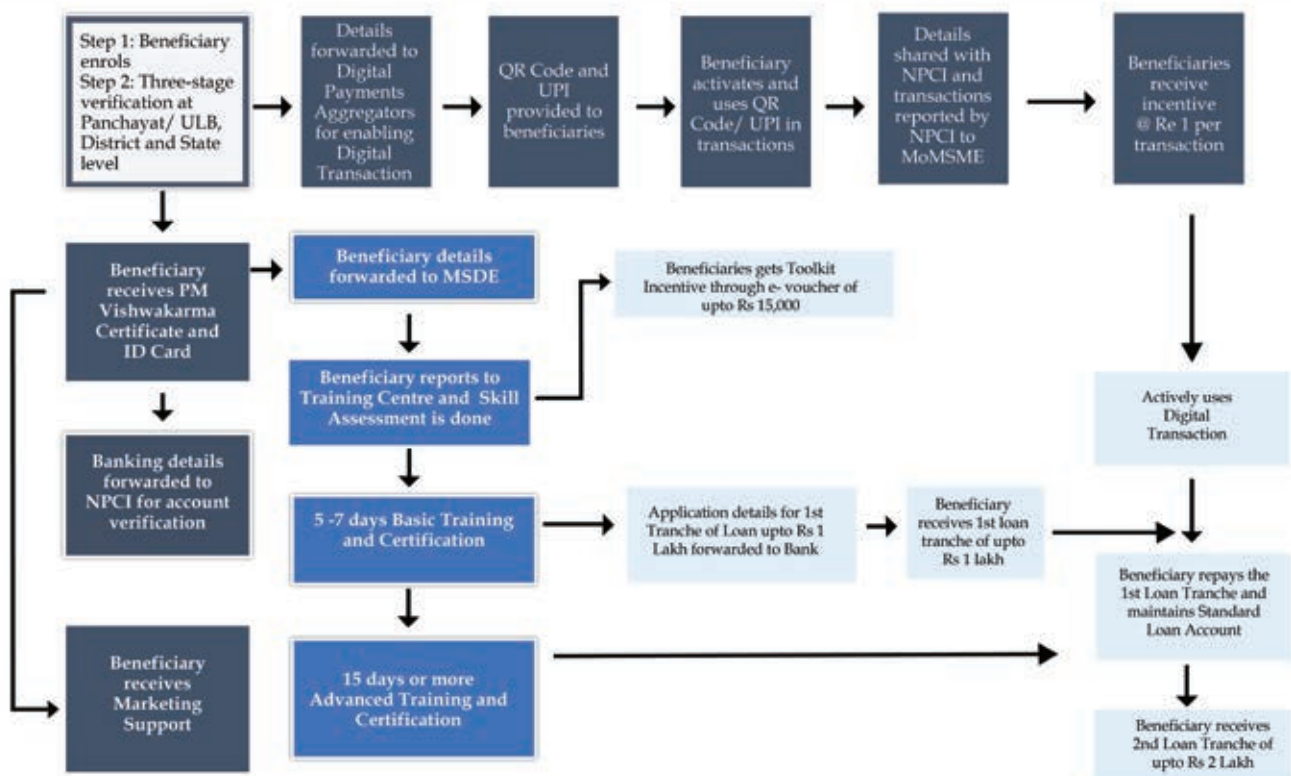 Step 1: Beneficiary
enrols
Step 2: Three-stage
verification at
Panchayat/ ULB,
District and State
level
Details
forwarded to
Digital
Payments
Aggregators
for enabling
Digital
Transaction
QR Code and
UPI
provided to
beneficiaries
Beneficiary
activates and
uses QR
Code/ UPI in
transactions
Details
shared with
NPCI and
transactions
reported by
NPCI to
MoMSME
Beneficiaries
receive
incentive
@ Re 1 per
transaction
Beneficiary
receives PM
Vishwakarma
Certificate and
ID Card
Beneficiary details
forwarded to MSDE
Beneficiaries gets Toolkit
Incentive through e- voucher of
upto Rs 15,000
Beneficiary reports to
Training Centre and Skill
Assessment is done
Actively uses
Digital
Transaction
Banking details
forwarded to
NPCI for account
verification
5 -7 days Basic Training
and Certification
Application details for 1st
Tranche of Loan upto Rs 1
Lakh forwarded to Bank
Beneficiary
receives 1st loan
tranche of upto
Rs 1 lakh
Beneficiary repays the
1st Loan Tranche and
maintains Standard
Loan Account
Beneficiary
receives
Marketing
Support
15 days or more
Advanced Training and
Certification
Beneficiary receives
2nd Loan Tranche of
upto Rs 2 Lakh